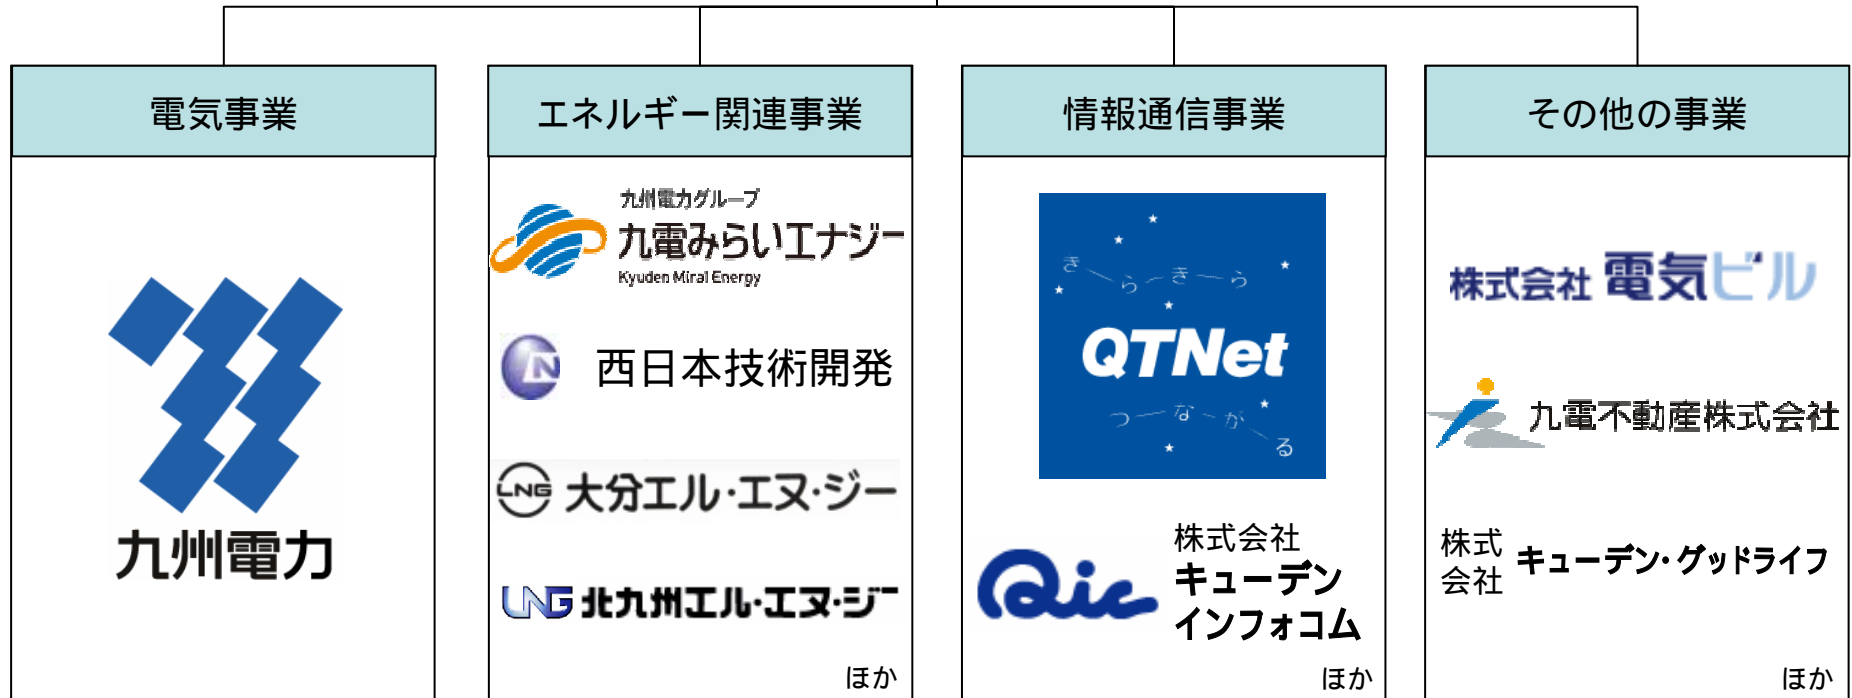 電気事業
九州電力
エネルギー関連事業
九州電力グループ
九電みらいエナジー
Kyuden Mirai Energy
西日本技術開発
LNG 大分エル・エヌ・ジー
LNG 北九州エル・エヌ・ジー
ほか
情報通信事業
き〜ら〜き〜ら
QTNet
つ〜な〜が〜る
Qic
株式会社
キューデン
インフォコム
ほか
その他の事業
株式会社 電気ビル
九電不動産株式会社
株式
会社
キューデン・グッドライフ
ほか